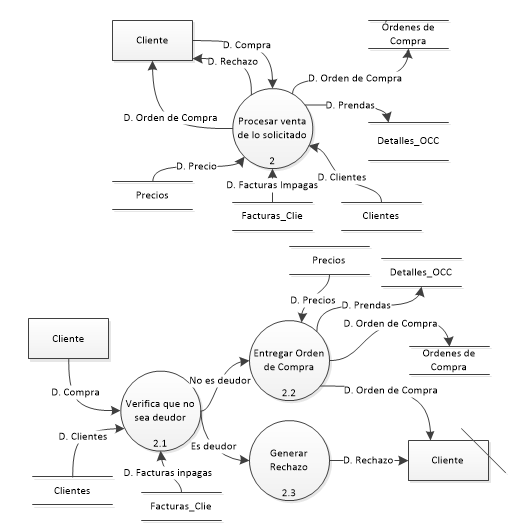 Cliente
D. Compra
D. Rechazo
Órdenes de
Compra
D. Orden de Compra
D. Prendas
D. Orden de Compra
Procesar venta
de lo solicitado
2
Detalles_OCC
D. Precio
D. Facturas Impagas
D. Clientes
Precios
Facturas_Clie
Clientes
Precios
Detalles_OCC
D. Precios
D. Prendas
D. Orden de Compra
Cliente
Entregar Orden
de Compra
2.2
Ordenes de
Compra
No es deudor
D. Compra
D. Orden de Compra
Verifica que no
sea deudor
2.1
D. Clientes
Es deudor
Generar
Rechazo
2.3
D. Rechazo
Cliente
D. Facturas inpagas
Clientes
Facturas_Clie